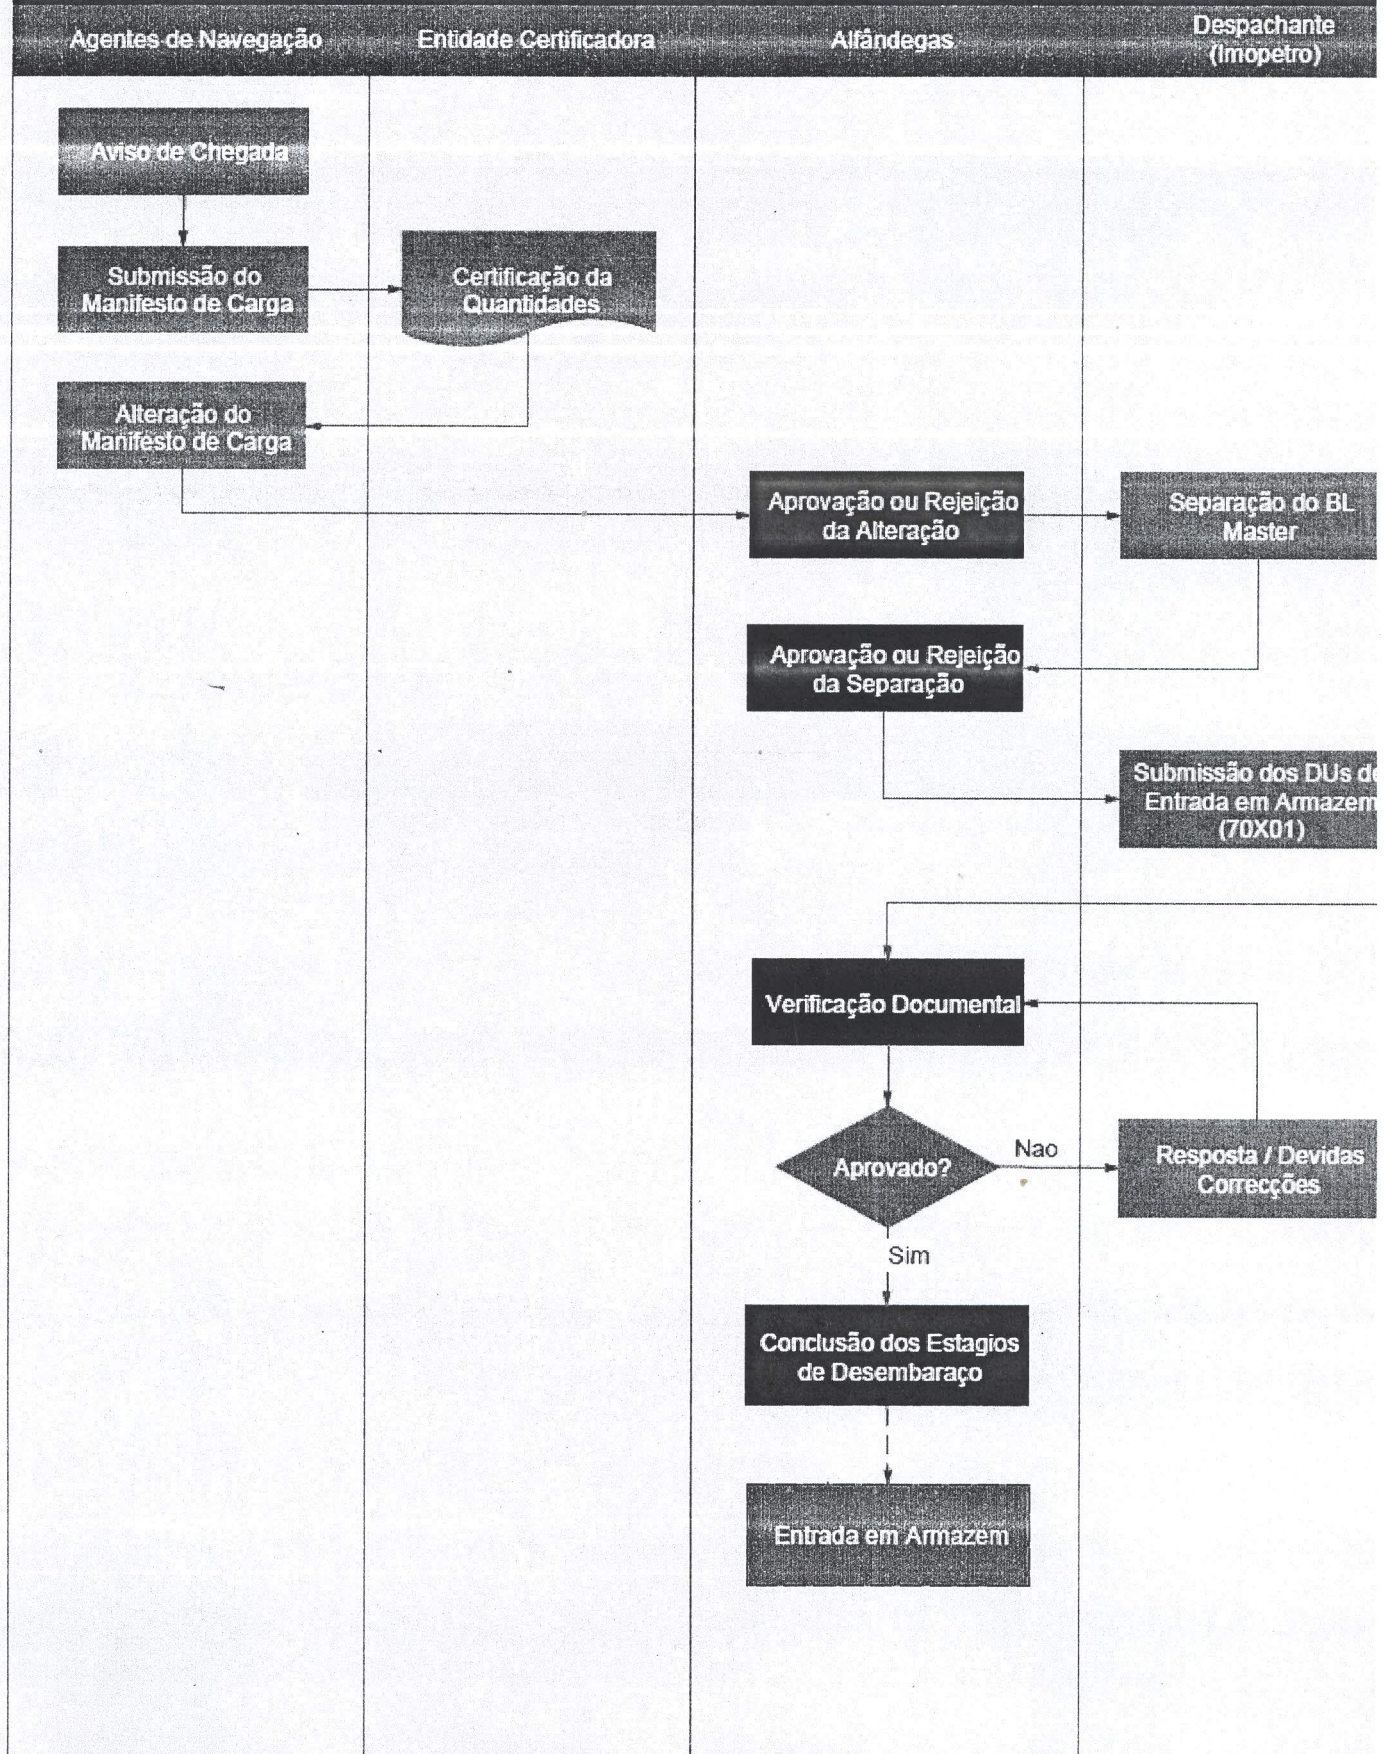 Agentes de Navegação
Entidade Certificadora
Alfândegas
Despachante
(Imopetro)
Aviso de Chegada
Submissão do
Manifesto de Carga
Certificação da
Quantidades
Alteração do
Manifesto de Carga
Aprovação ou Rejeição
da Alteração
Separação do BL
Master
Aprovação ou Rejeição
da Separação
Submissão dos DUs de
Entrada em Armazem
(70X01)
Verificação Documental
Aprovado?
Nao
Resposta / Devidas
Correcções
Sim
Conclusão dos Estagios
de Desembaraço
Entrada em Armazem